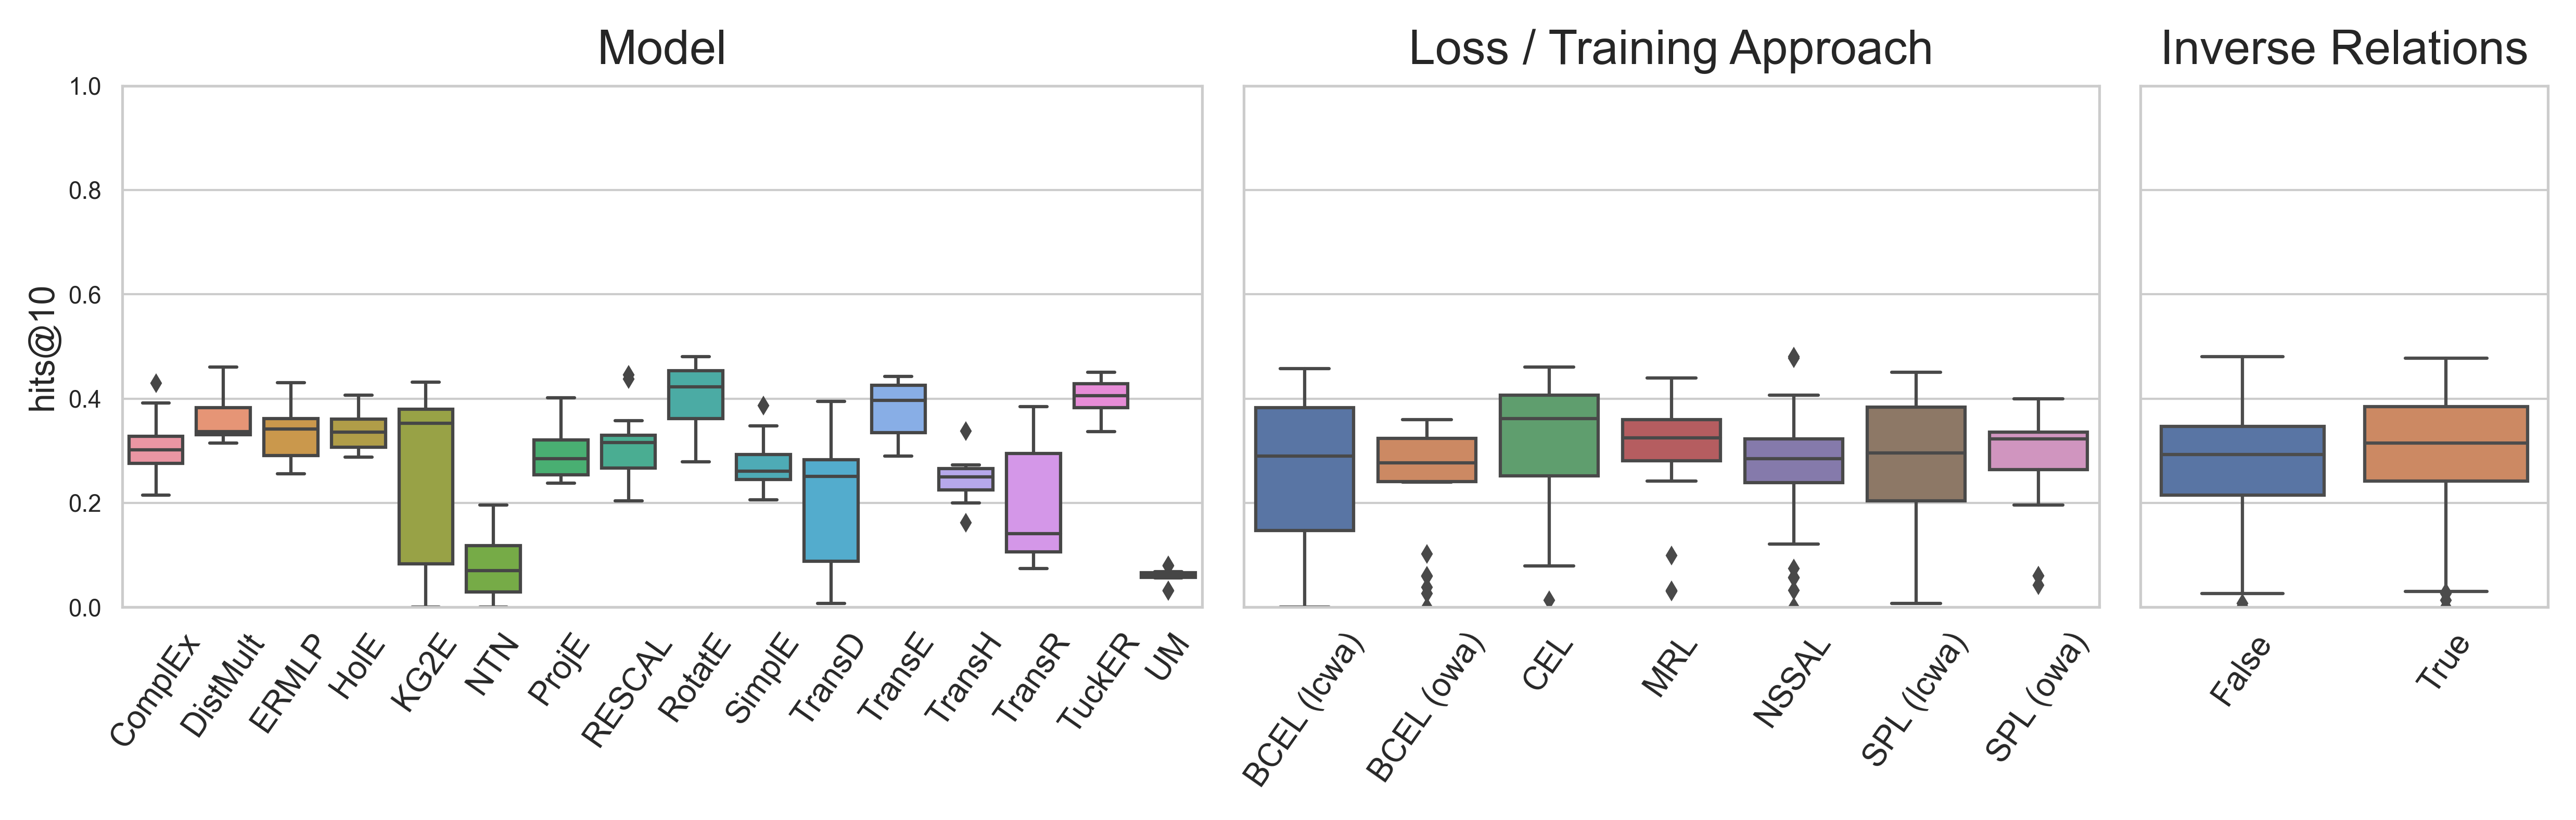 Model
Loss / Training Approach
Inverse Relations
hits@10
1.0
0.8
0.6
0.4
0.2
0.0
ComplEx
DistMult
ERMLP
HolE
KG2E
NTN
ProjE
RESCAL
RotatE
SimplE
TransD
TransE
TransH
TransR
TuckER
UM
BCEL (lcwa)
BCEL (owa)
CEL
MRL
NSSAL
SPL (lcwa)
SPL (owa)
False
True